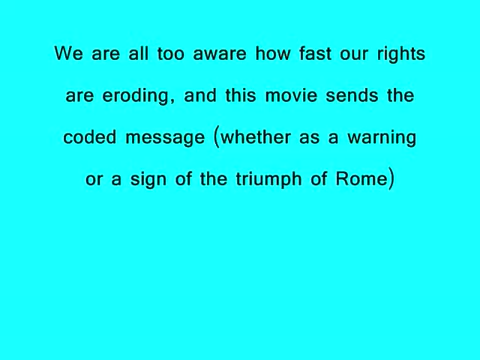 We are all too aware how fast our rights
are eroding, and this movie sends the
coded message (whether as a warning
or a sign of the triumph of Rome)